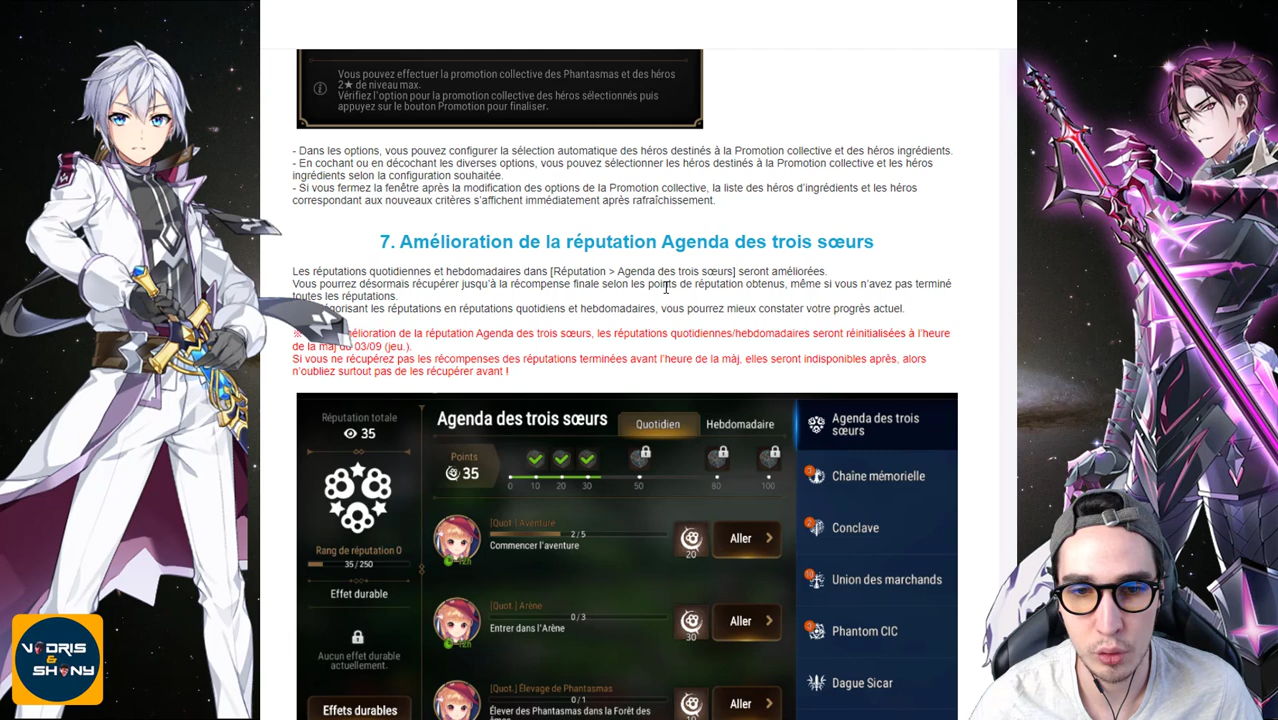 Vous pouvez effectuer la promotion collective des Phantasmas et des héros
2★ de niveau max.
Vérifiez l'option pour la promotion collective des héros sélectionnés puis
appuyez sur le bouton Promotion pour finaliser.
- Dans les options, vous pouvez configurer la sélection automatique des héros destinés à la Promotion collective et des héros ingrédients.
- En cochant ou en décochant les diverses options, vous pouvez sélectionner les héros destinés à la Promotion collective et les héros
ingrédients selon la configuration souhaitée.
- Si vous fermez la fenêtre après la modification des options de la Promotion collective, la liste des héros d'ingrédients et les héros
correspondant aux nouveaux critères s'affichent immédiatement après rafraîchissement.
7. Amélioration de la réputation Agenda des trois sœurs
Les réputations quotidiennes et hebdomadaires dans [Réputation > Agenda des trois sœurs] seront améliorées.
Vous pourrez désormais récupérer jusqu'à la récompense finale selon les points de réputation obtenus, même si vous n'avez pas terminé
toutes les réputations.
égorisant les réputations en réputations quotidiens et hebdomadaires, vous pourrez mieux constater votre progrès actuel.
※ mélioration de la réputation Agenda des trois sœurs, les réputations quotidiennes/hebdomadaires seront réinitialisées à l'heure
de la maj du 03/09 (jeu.).
Si vous ne récupérez pas les récompenses des réputations terminées avant l'heure de la màj, elles seront indisponibles après, alors
n'oubliez surtout pas de les récupérer avant !
Réputation totale
35
Rang de réputation 0
35 / 250
Effet durable
Aucun effet durable
actuellement.
Effets durables
Agenda des trois sœurs
Quotidien
Hebdomadaire
Points
35
0 10 20 30 50 80 100
[Quot.] Aventure
2 / 5
Commencer l'aventure
20
Aller
[Quot.] Arène
0 / 3
Entrer dans l'Arène
30
Aller
[Quot.] Élevage de Phantasmas
0 / 1
Élever des Phantasmas dans la Forêt des
Aller
Agenda des trois
sœurs
3
Chaîne mémorielle
2
Conclave
10
Union des marchands
3
Phantom CIC
Dague Sicar
VODRIS
&
SHONY